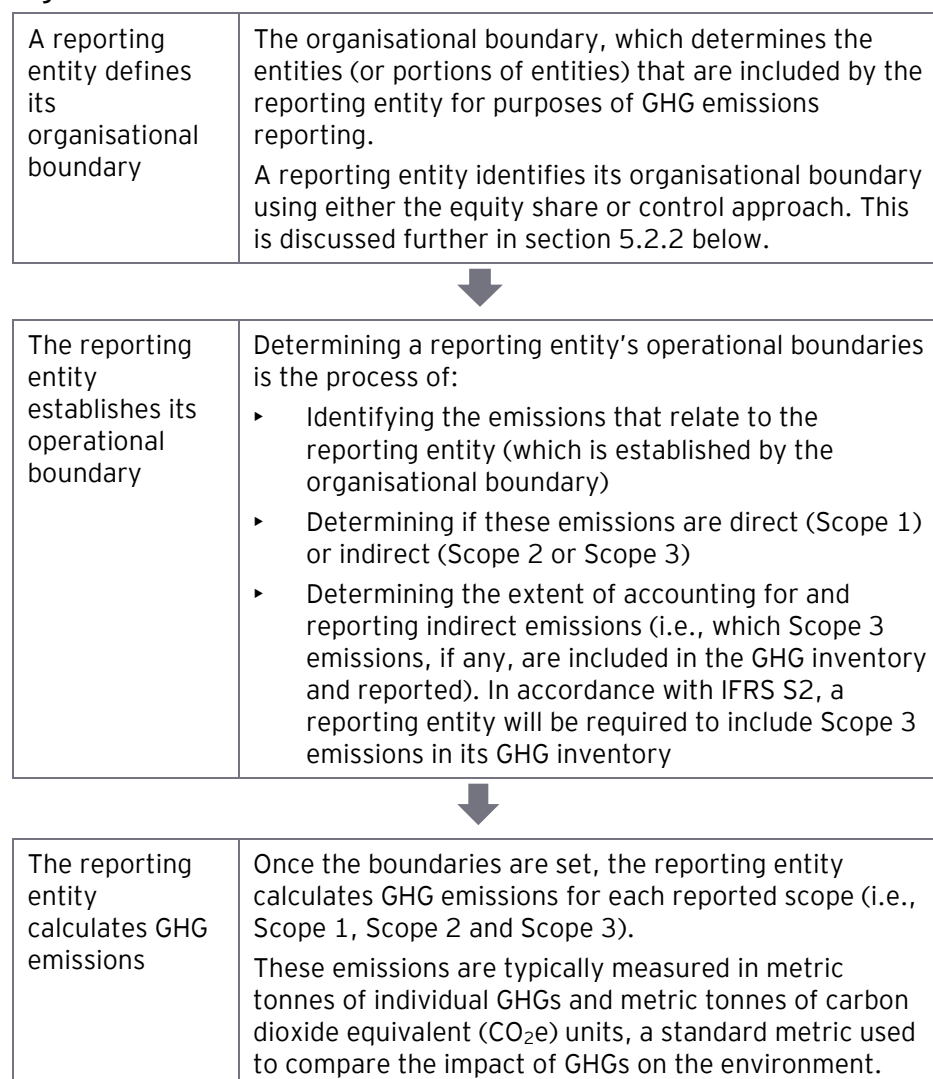 A reporting
entity defines
its
organisational
boundary
The organisational boundary, which determines the
entities (or portions of entities) that are included by the
reporting entity for purposes of GHG emissions
reporting.
A reporting entity identifies its organisational boundary
using either the equity share or control approach. This
is discussed further in section 5.2.2 below.
The reporting
entity
establishes its
operational
boundary
Determining a reporting entity's operational boundaries
is the process of:
‣ Identifying the emissions that relate to the
reporting entity (which is established by the
organisational boundary)
‣ Determining if these emissions are direct (Scope 1)
or indirect (Scope 2 or Scope 3)
‣ Determining the extent of accounting for and
reporting indirect emissions (i.e., which Scope 3
emissions, if any, are included in the GHG inventory
and reported). In accordance with IFRS S2, a
reporting entity will be required to include Scope 3
emissions in its GHG inventory
The reporting
entity
calculates GHG
emissions
Once the boundaries are set, the reporting entity
calculates GHG emissions for each reported scope (i.e.,
Scope 1, Scope 2 and Scope 3).
These emissions are typically measured in metric
tonnes of individual GHGs and metric tonnes of carbon
dioxide equivalent (CO₂e) units, a standard metric used
to compare the impact of GHGs on the environment.